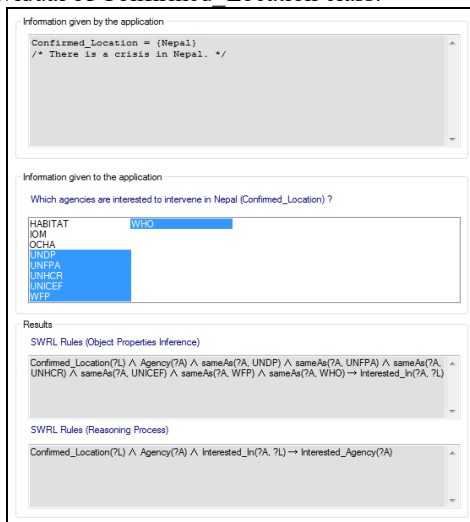 Information given by the application
Confirmed_Location = {Nepal}
/* There is a crisis in Nepal. */
Information given to the application
Which agencies are interested to intervene in Nepal (Confirmed_Location) ?
HABITAT WHO
IOM
OCHA
UNDP
UNFPA
UNHCR
UNICEF
WFP
Results
SWRL Rules (Object Properties Inference)
Confirmed_Location(?L) ∧ Agency(?A) ∧ sameAs(?A, UNDP) ∧ sameAs(?A, UNFPA) ∧ sameAs(?A,
UNHCR) ∧ sameAs(?A, UNICEF) ∧ sameAs(?A, WFP) ∧ sameAs(?A, WHO) → Interested_In(?A, ?L)
SWRL Rules (Reasoning Process)
Confirmed_Location(?L) ∧ Agency(?A) ∧ Interested_In(?A, ?L) → Interested_Agency(?A)